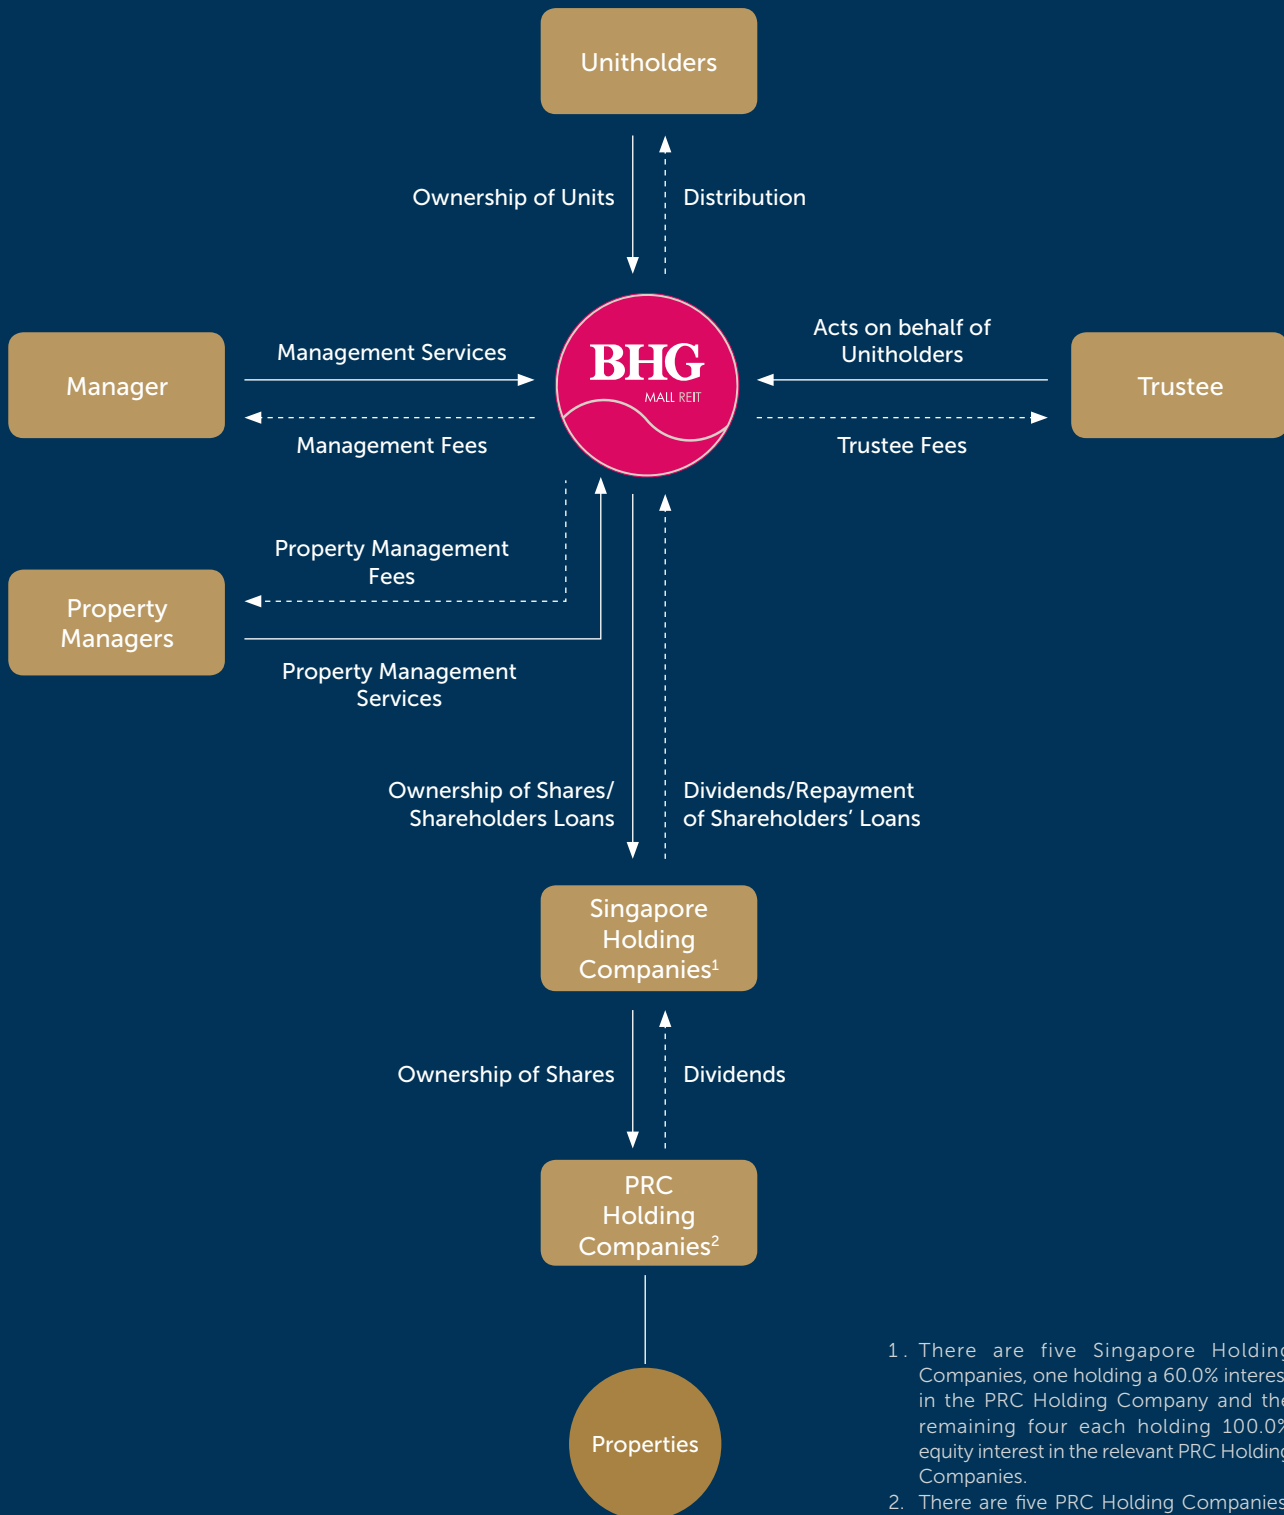 Unitholders
Ownership of Units
Distribution
Manager
Management Services
Management Fees
BHG
MALL REIT
Acts on behalf of
Unitholders
Trustee Fees
Trustee
Property Management
Fees
Property
Managers
Property Management
Services
Ownership of Shares/
Shareholders Loans
Dividends/Repayment
of Shareholders’ Loans
Singapore
Holding
Companies¹
Ownership of Shares
Dividends
PRC
Holding
Companies²
Properties
1. There are five Singapore Holding
Companies, one holding a 60.0% interest
in the PRC Holding Company and the
remaining four each holding 100.0%
equity interest in the relevant PRC Holding
Companies.
2. There are five PRC Holding Companies